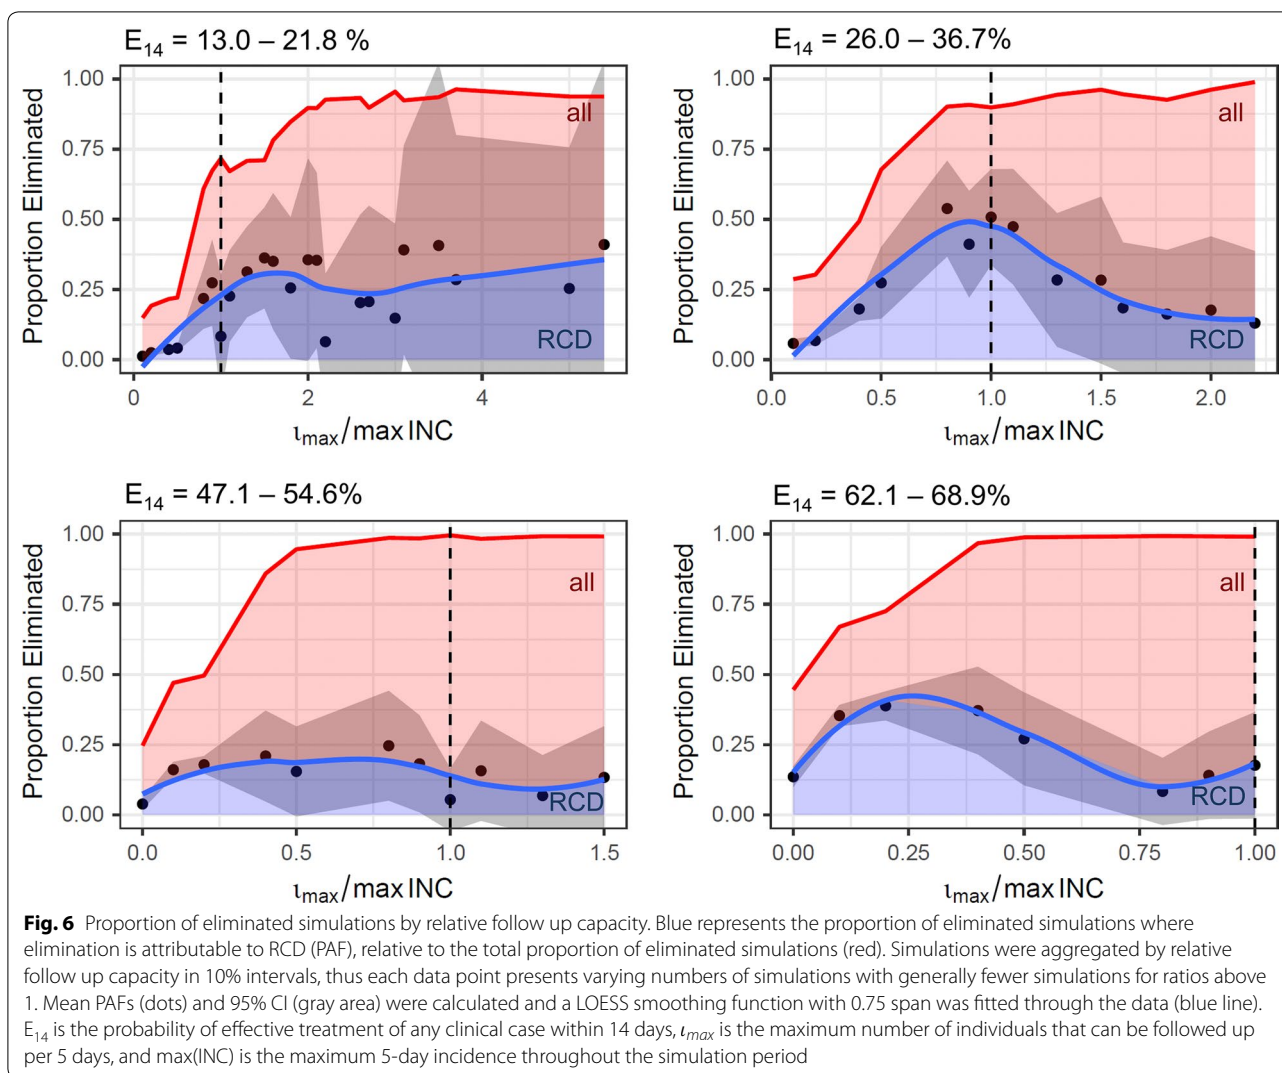 E14 = 13.0 – 21.8 %
1.00
0.75
0.50
0.25
0.00
Proportion Eliminated
all
RCD
0
2
4
ιmax/max INC
E14 = 26.0 – 36.7%
1.00
0.75
0.50
0.25
0.00
Proportion Eliminated
all
RCD
0.0
0.5
1.0
1.5
2.0
ιmax/max INC
E14 = 47.1 – 54.6%
1.00
0.75
0.50
0.25
0.00
Proportion Eliminated
all
RCD
0.0
0.5
1.0
1.5
ιmax/max INC
E14 = 62.1 – 68.9%
1.00
0.75
0.50
0.25
0.00
Proportion Eliminated
all
RCD
0.00
0.25
0.50
0.75
1.00
ιmax/max INC
Fig. 6 Proportion of eliminated simulations by relative follow up capacity. Blue represents the proportion of eliminated simulations where
elimination is attributable to RCD (PAF), relative to the total proportion of eliminated simulations (red). Simulations were aggregated by relative
follow up capacity in 10% intervals, thus each data point presents varying numbers of simulations with generally fewer simulations for ratios above
1. Mean PAFs (dots) and 95% CI (gray area) were calculated and a LOESS smoothing function with 0.75 span was fitted through the data (blue line).
E14 is the probability of effective treatment of any clinical case within 14 days, ιmax is the maximum number of individuals that can be followed up
per 5 days, and max(INC) is the maximum 5-day incidence throughout the simulation period